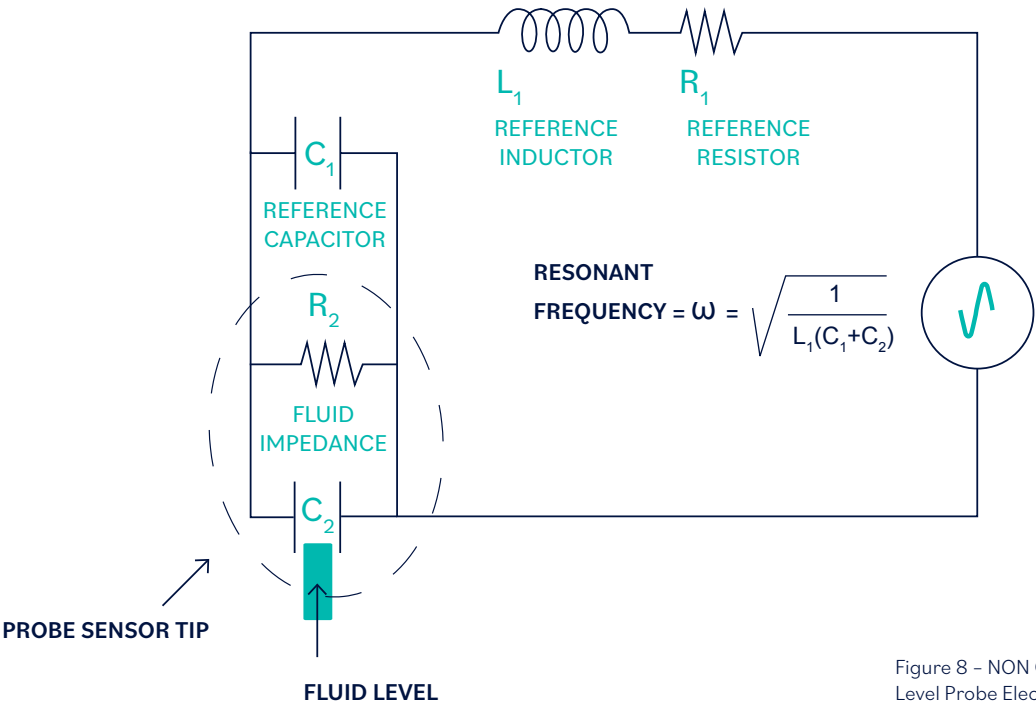 L₁
REFERENCE
INDUCTOR
R₁
REFERENCE
RESISTOR
C₁
REFERENCE
CAPACITOR
RESONANT
FREQUENCY = ω = √(1 / L₁(C₁+C₂))
R₂
FLUID
IMPEDANCE
C₂
PROBE SENSOR TIP
FLUID LEVEL
Figure 8 – NON
Level Probe